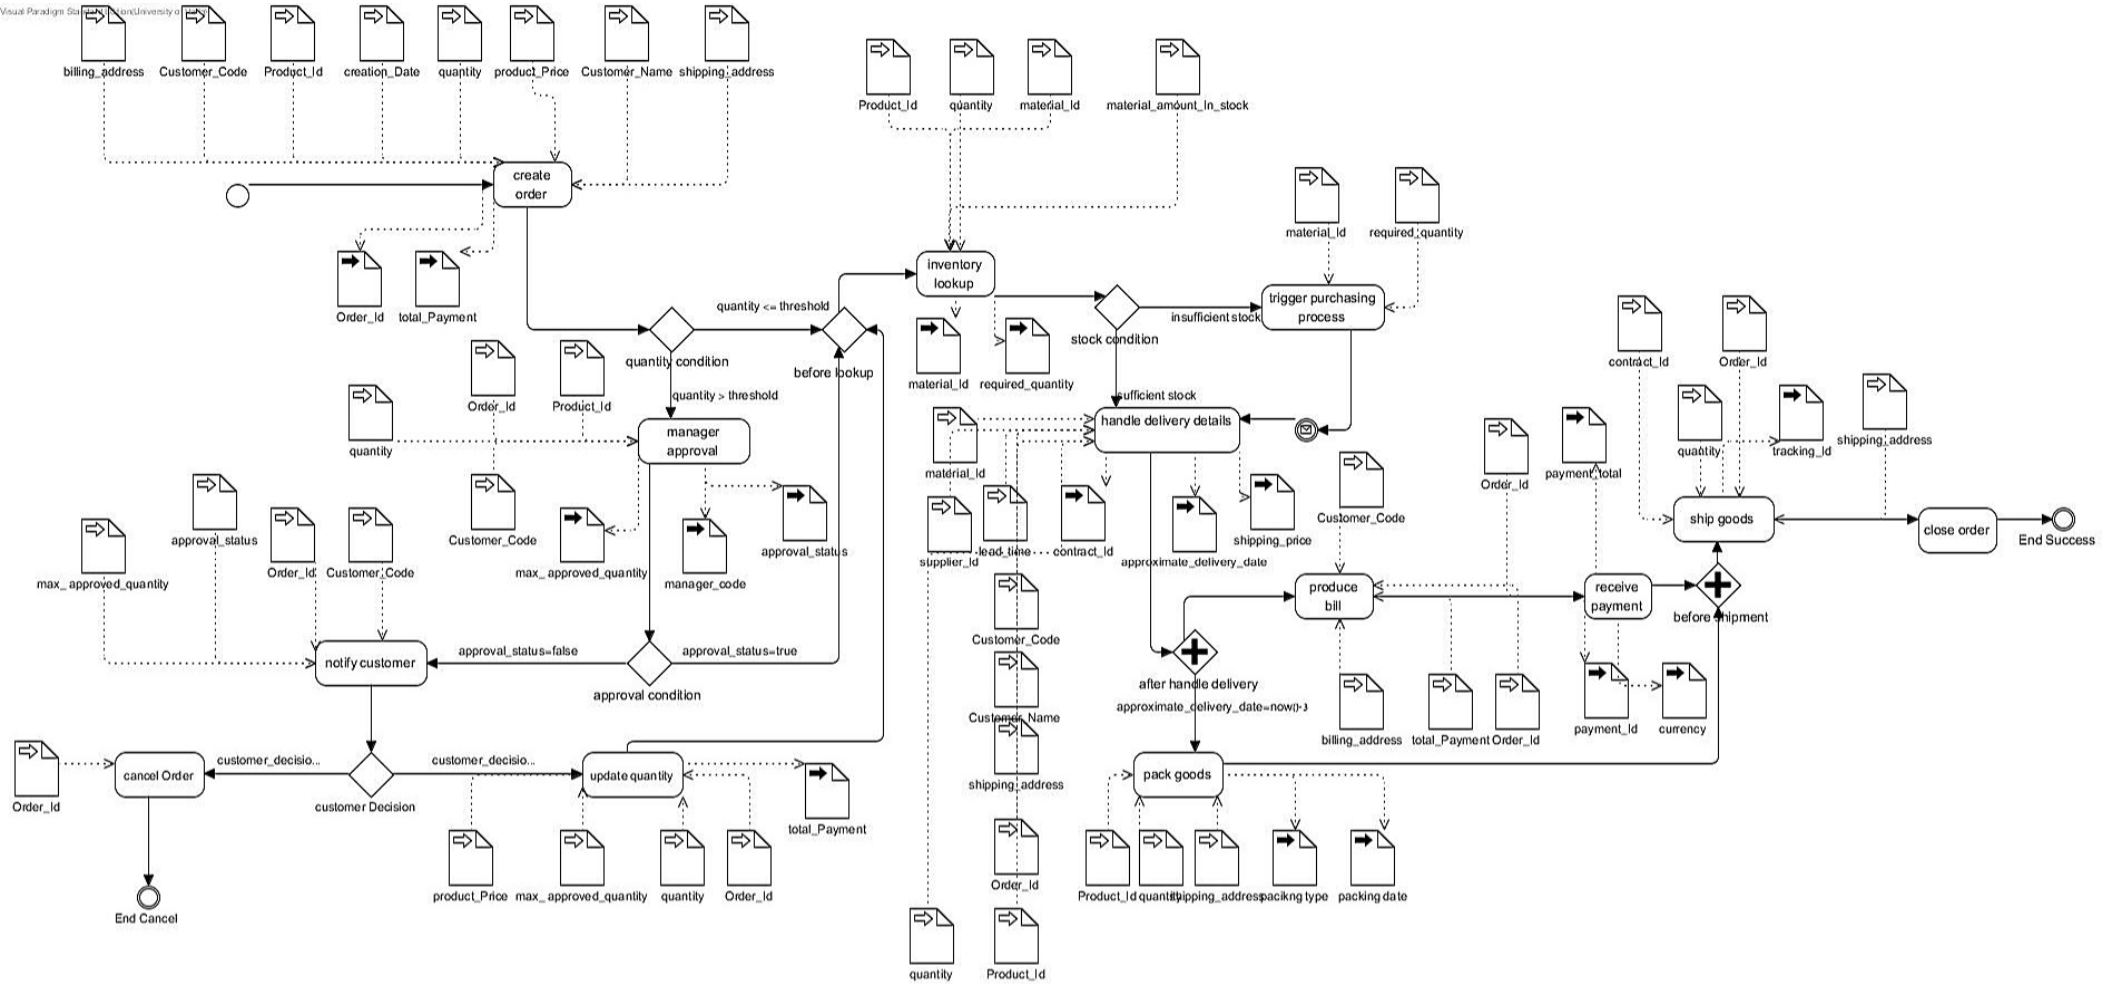 billing_address
Customer_Code
Product_Id
creation_Date
quantity
product_Price
Customer_Name
shipping_address
Product_Id
quantity
material_Id
material_amount_In_stock
create
order
material_Id
required_quantity
Order_Id
total_Payment
inventory
lookup
trigger purchasing
process
quantity <= threshold
insufficient stock
quantity condition
before lookup
stock condition
material_Id
required_quantity
contract_Id
Order_Id
quantity > threshold
sufficient stock
Order_Id
Product_Id
quantity
manager
approval
handle delivery details
material_Id
quantity
tracking_Id
shipping_address
Order_Id
payment_total
Customer_Code
approval_status
Order_Id
Customer_Code
max_approved_quantity
Customer_Code
max_approved_quantity
manager_code
approval_status
supplier_Id
lead_time
contract_Id
approximate_delivery_date
shipping_price
ship goods
close order
End Success
produce
bill
receive
payment
before shipment
Customer_Code
notify customer
approval_status=false
approval_status=true
approval condition
Customer_Name
after handle delivery
approximate_delivery_date=now()-3
billing_address
total_Payment
Order_Id
payment_Id
currency
cancel Order
customer_decisio...
customer_decisio...
update quantity
shipping_address
pack goods
Order_Id
customer Decision
total_Payment
product_Price
max_approved_quantity
quantity
Order_Id
Order_Id
Product_Id
quantity
shipping_address
pacikng type
packing date
End Cancel
quantity
Product_Id